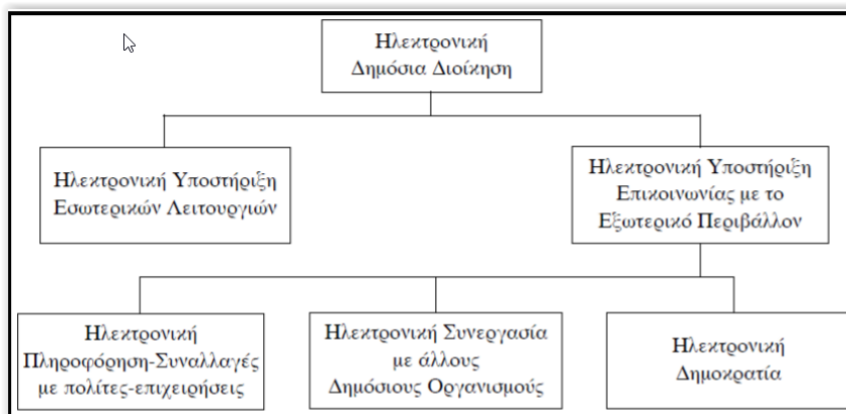 Ηλεκτρονική
Δημόσια Διοίκηση
Ηλεκτρονική Υποστήριξη
Εσωτερικών Λειτουργιών
Ηλεκτρονική Υποστήριξη
Επικοινωνίας με το
Εξωτερικό Περιβάλλον
Ηλεκτρονική
Πληροφόρηση-Συναλλαγές
με πολίτες-επιχειρήσεις
Ηλεκτρονική Συνεργασία
με άλλους
Δημόσιους Οργανισμούς
Ηλεκτρονική
Δημοκρατία